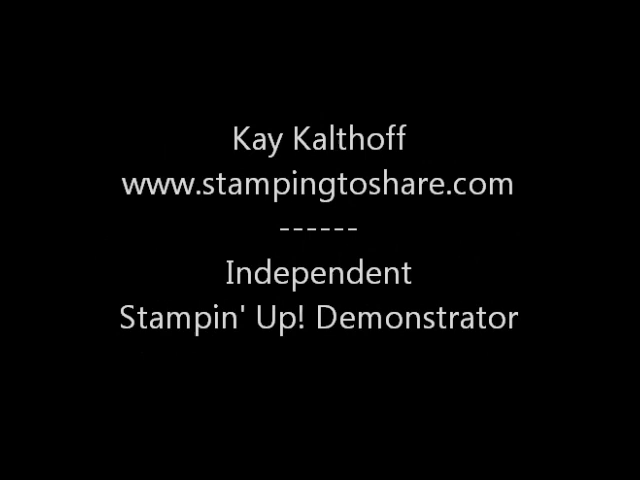 Kay Kalthoff
www.stampingtoshare.com
------
Independent
Stampin' Up! Demonstrator